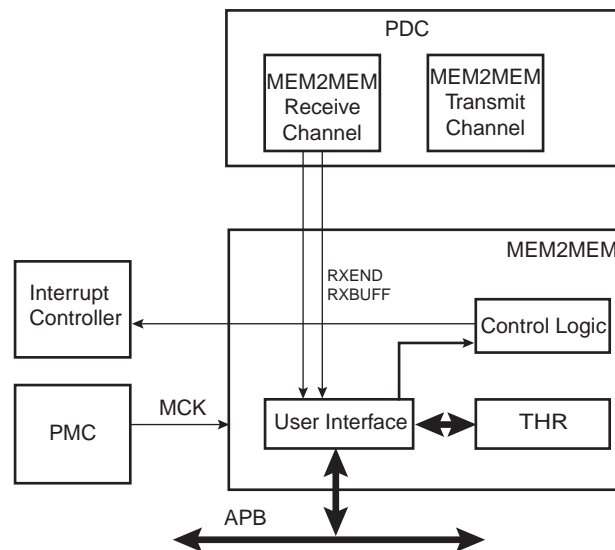 PDC
MEM2MEM
Receive
Channel
MEM2MEM
Transmit
Channel
MEM2MEM
RXEND
RXBUFF
Interrupt
Controller
Control Logic
MCK
PMC
User Interface
THR
APB